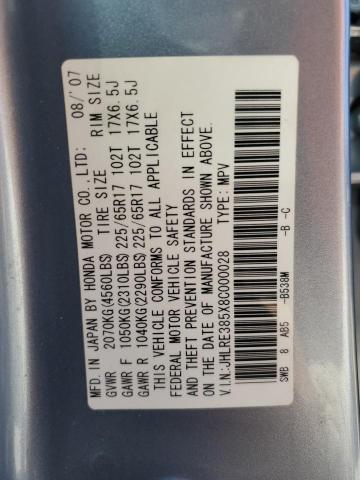 MFD. IN JAPAN BY HONDA MOTOR CO., LTD: 08/'07
GVWR 2070KG(4560LBS) TIRE SIZE RIM SIZE
GAWR F 1050KG(2310LBS) 225/65R17 102T 17X6.5J
GAWR R 1040KG(2290LBS) 225/65R17 102T 17X6.5J
THIS VEHICLE CONFORMS TO ALL APPLICABLE
FEDERAL MOTOR VEHICLE SAFETY
AND THEFT PREVENTION STANDARDS IN EFFECT
ON THE DATE OF MANUFACTURE SHOWN ABOVE.
V.I.N.: JHLRE385X8C000028 TYPE: MPV
SWB 8 AB5 -B538M -B -C